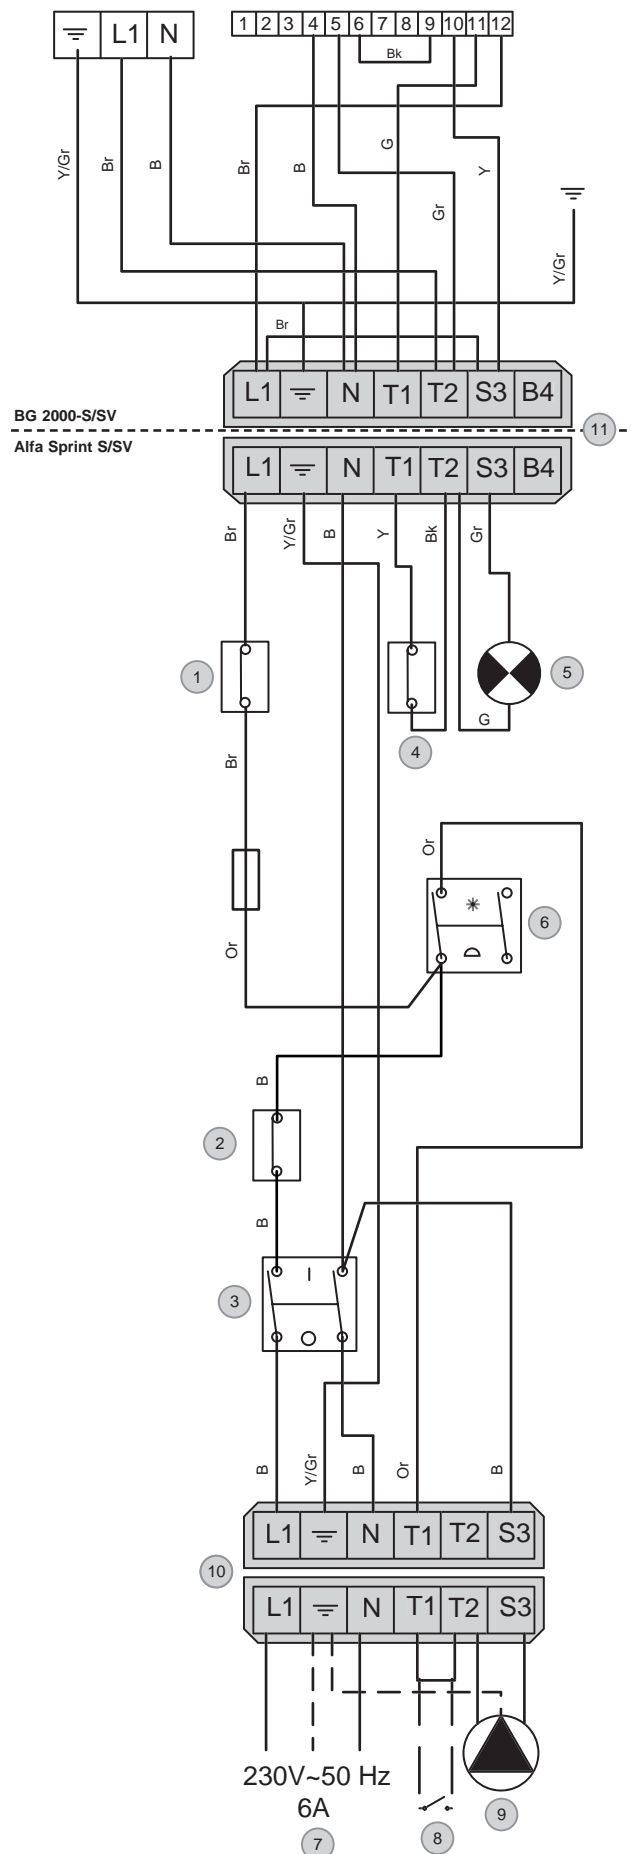 L1 N
1 2 3 4 5 6 7 8 9 10 11 12
Bk
Y/Gr Br B Br B G Gr Y Y/Gr
Br
L1 N T1 T2 S3 B4
BG 2000-S/SV
11
Alfa Sprint S/SV
L1 N T1 T2 S3 B4
Br Y/Gr B Y Bk Gr
1
5
G
4
Br
Or
6
Or
B
2
B
I
3
B Y/Gr B Or B
L1 N T1 T2 S3
10
L1 N T1 T2 S3
230V~50 Hz
6A
7 8 9